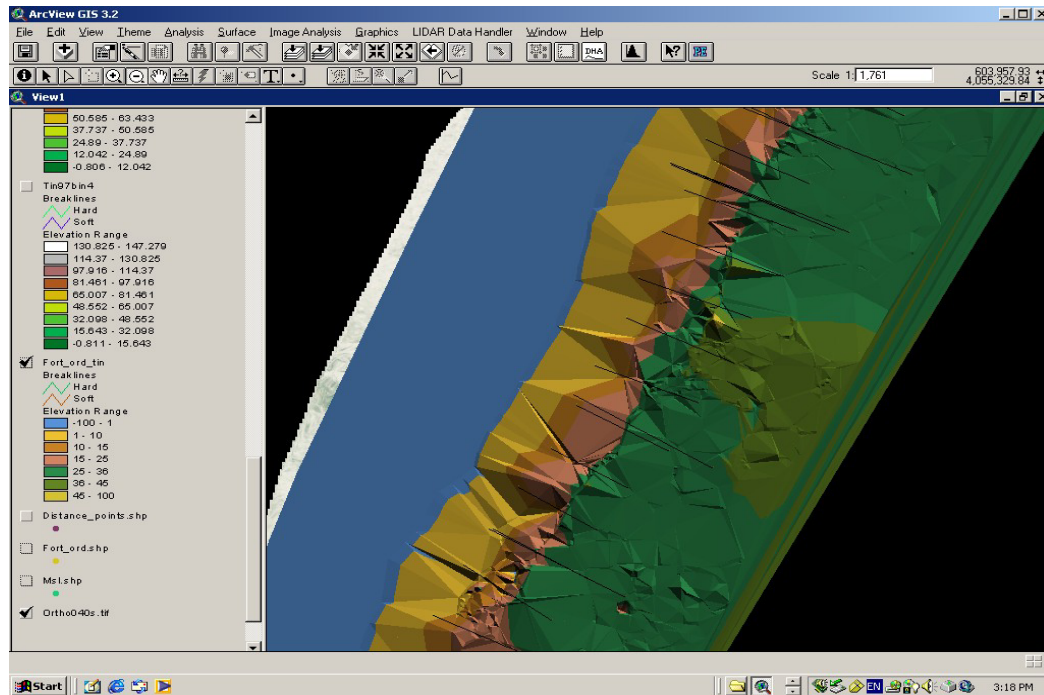 ArcView GIS 3.2
File Edit View Theme Analysis Surface Image Analysis Graphics LIDAR Data Handler Window Help
DHA
Scale 1: 1,761
603,957.93
4,055,329.84
View1
50.585 - 63.433
37.737 - 50.585
24.89 - 37.737
12.042 - 24.89
-0.806 - 12.042
Tin97bin4
Breaklines
Hard
Soft
Elevation Range
130.825 - 147.279
114.37 - 130.825
97.916 - 114.37
81.461 - 97.916
65.007 - 81.461
48.552 - 65.007
32.098 - 48.552
15.643 - 32.098
-0.811 - 15.643
Fort_ord_tin
Breaklines
Hard
Soft
Elevation Range
-100 - 1
1 - 10
10 - 15
15 - 25
25 - 36
36 - 45
45 - 100
Distance_points.shp
Fort_ord.shp
Msl.shp
Ortho040s.tif
Start
EN
3:18 PM